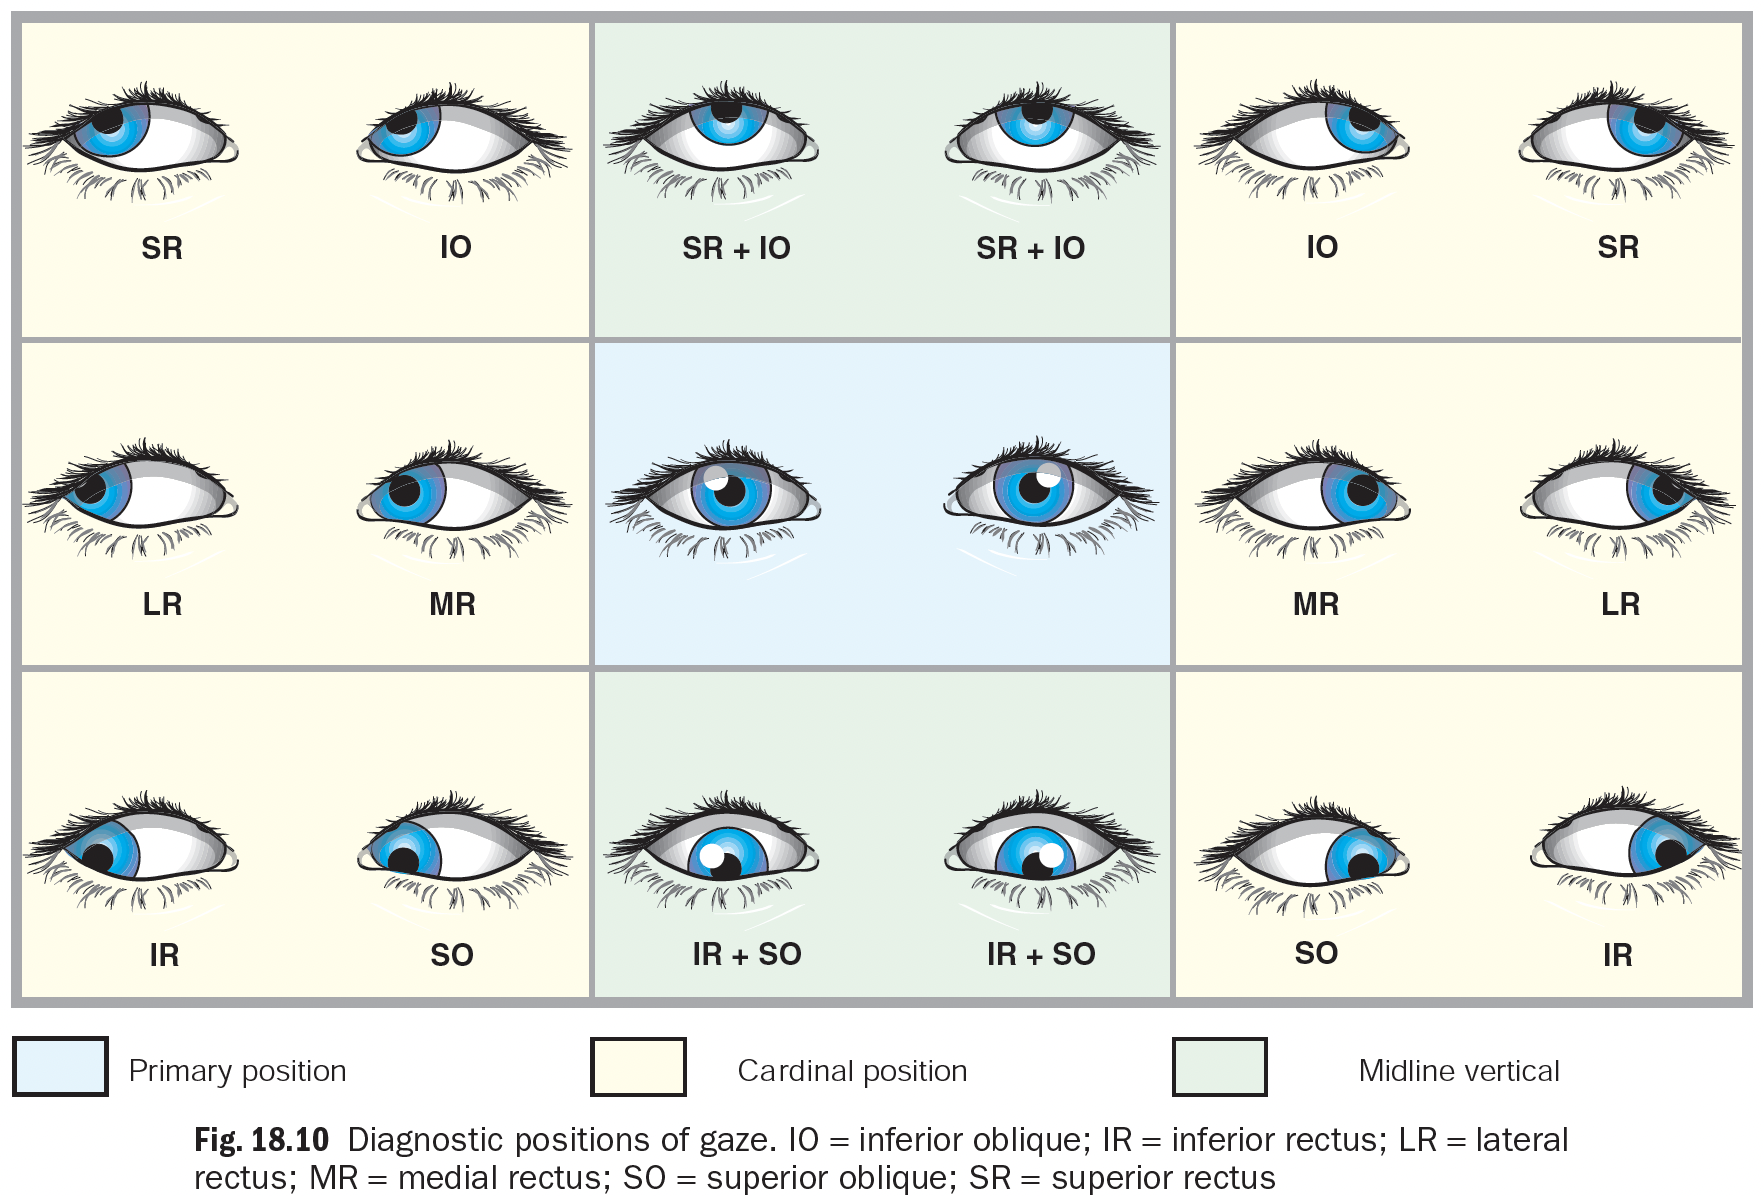 SR IO SR + IO SR + IO IO SR
LR MR MR LR
IR SO IR + SO IR + SO SO IR
Primary position Cardinal position Midline vertical
Fig. 18.10 Diagnostic positions of gaze. IO = inferior oblique; IR = inferior rectus; LR = lateral
rectus; MR = medial rectus; SO = superior oblique; SR = superior rectus